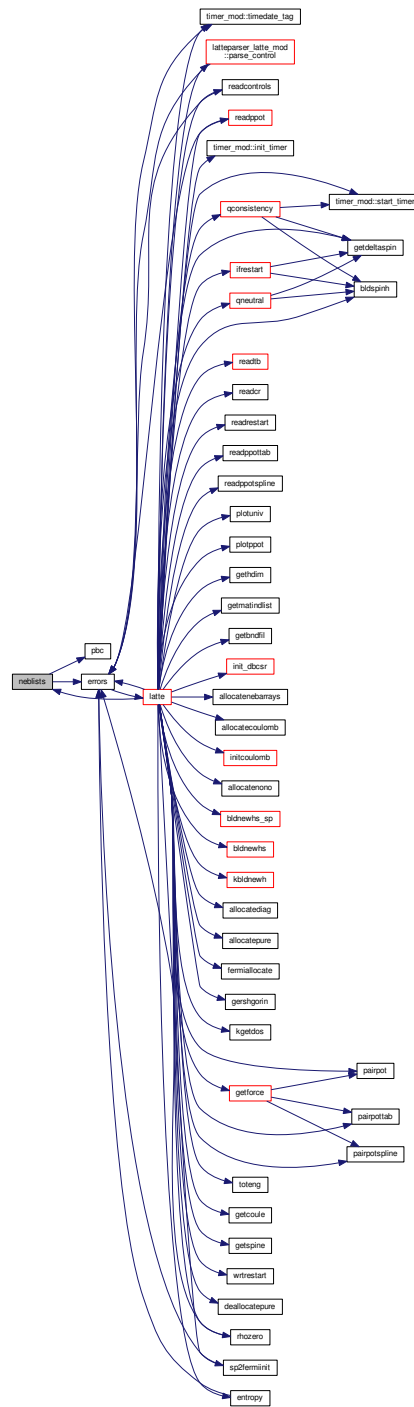 timer_mod::timedate_tag
latteparser_latte_mod
::parse_control
readcontrols
readppot
timer_mod::init_timer
qconsistency
timer_mod::start_timer
getdeltaspin
ifrestart
bldspinh
qneutral
readtb
readcr
readrestart
readppottab
readppotspline
plotuniv
plotppot
gethdim
getmatindlist
getbndfil
pbc
neblists
errors
latte
init_dbcsr
allocatenebarrays
allocatecoulomb
initcoulomb
allocatenono
bldnewhs_sp
bldnewhs
kbldnewh
allocatediag
allocatepure
fermiallocate
gershgorin
kgetdos
pairpot
getforce
pairpottab
pairpotspline
toteng
getcoule
getspine
wrtrestart
deallocatepure
rhozero
sp2fermiinit
entropy